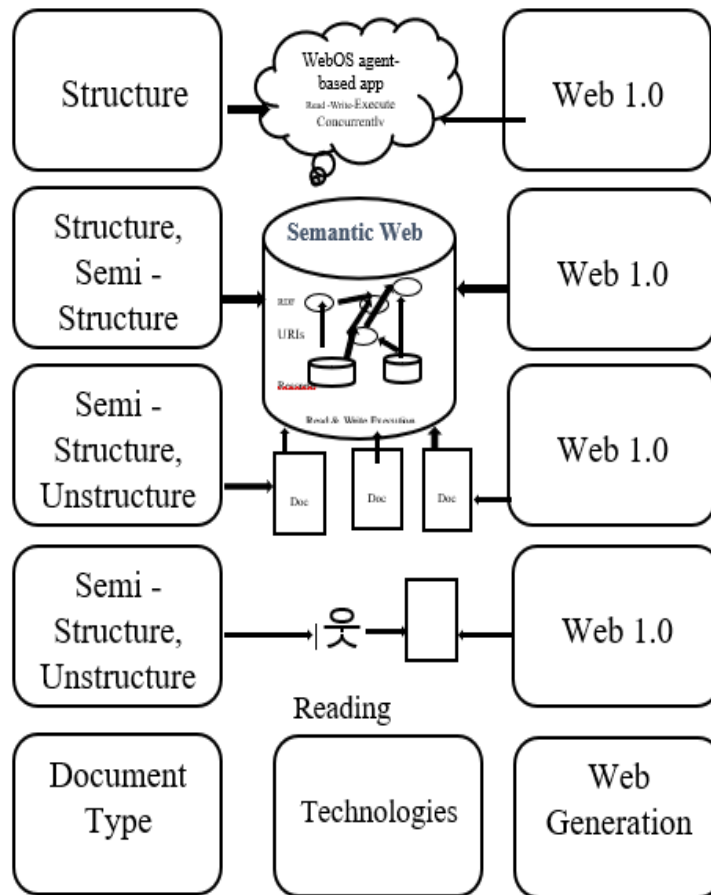 Structure
WebOS agent-
based app
Read -Write-Execute
Concurrently
Web 1.0
Structure,
Semi -
Structure
Semantic Web
RDF
URIs
Read & Write Execution
Web 1.0
Semi -
Structure,
Unstructure
Doc
Doc
Doc
Web 1.0
Semi -
Structure,
Unstructure
Web 1.0
Reading
Document
Type
Technologies
Web
Generation